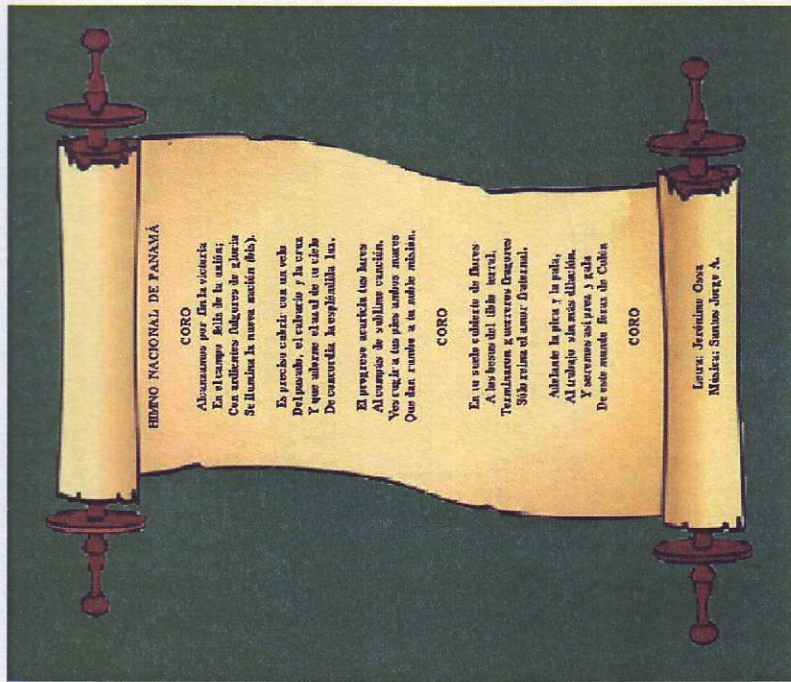 HIMNO NACIONAL DE PANAMÁ
CORO
Alcanzamos por fin la victoria
En el campo feliz de la unión;
Con ardientes fulgores de gloria
Se ilumina la nueva nación (bis).
Es preciso cubrir con un velo
Del pasado, el calvario y la cruz
Y que adorne el azul de tu cielo
De concordia la espléndida luz.
El progreso acaricia tus lares
Al compás de sublime canción,
Ves rugir a tus pies ambos mares
Que dan rumbo a tu noble misión.
CORO
En tu suelo cubierto de flores
A los besos del tibio terral,
Terminaron guerreros fragores
Sólo reina el amor fraternal.
Adelante la pica y la pala,
Al trabajo sin más dilación,
Y seremos así prez y gala
De este mundo feraz de Colón
CORO
Letra: Jerónimo Ossa
Música: Santos Jorge A.